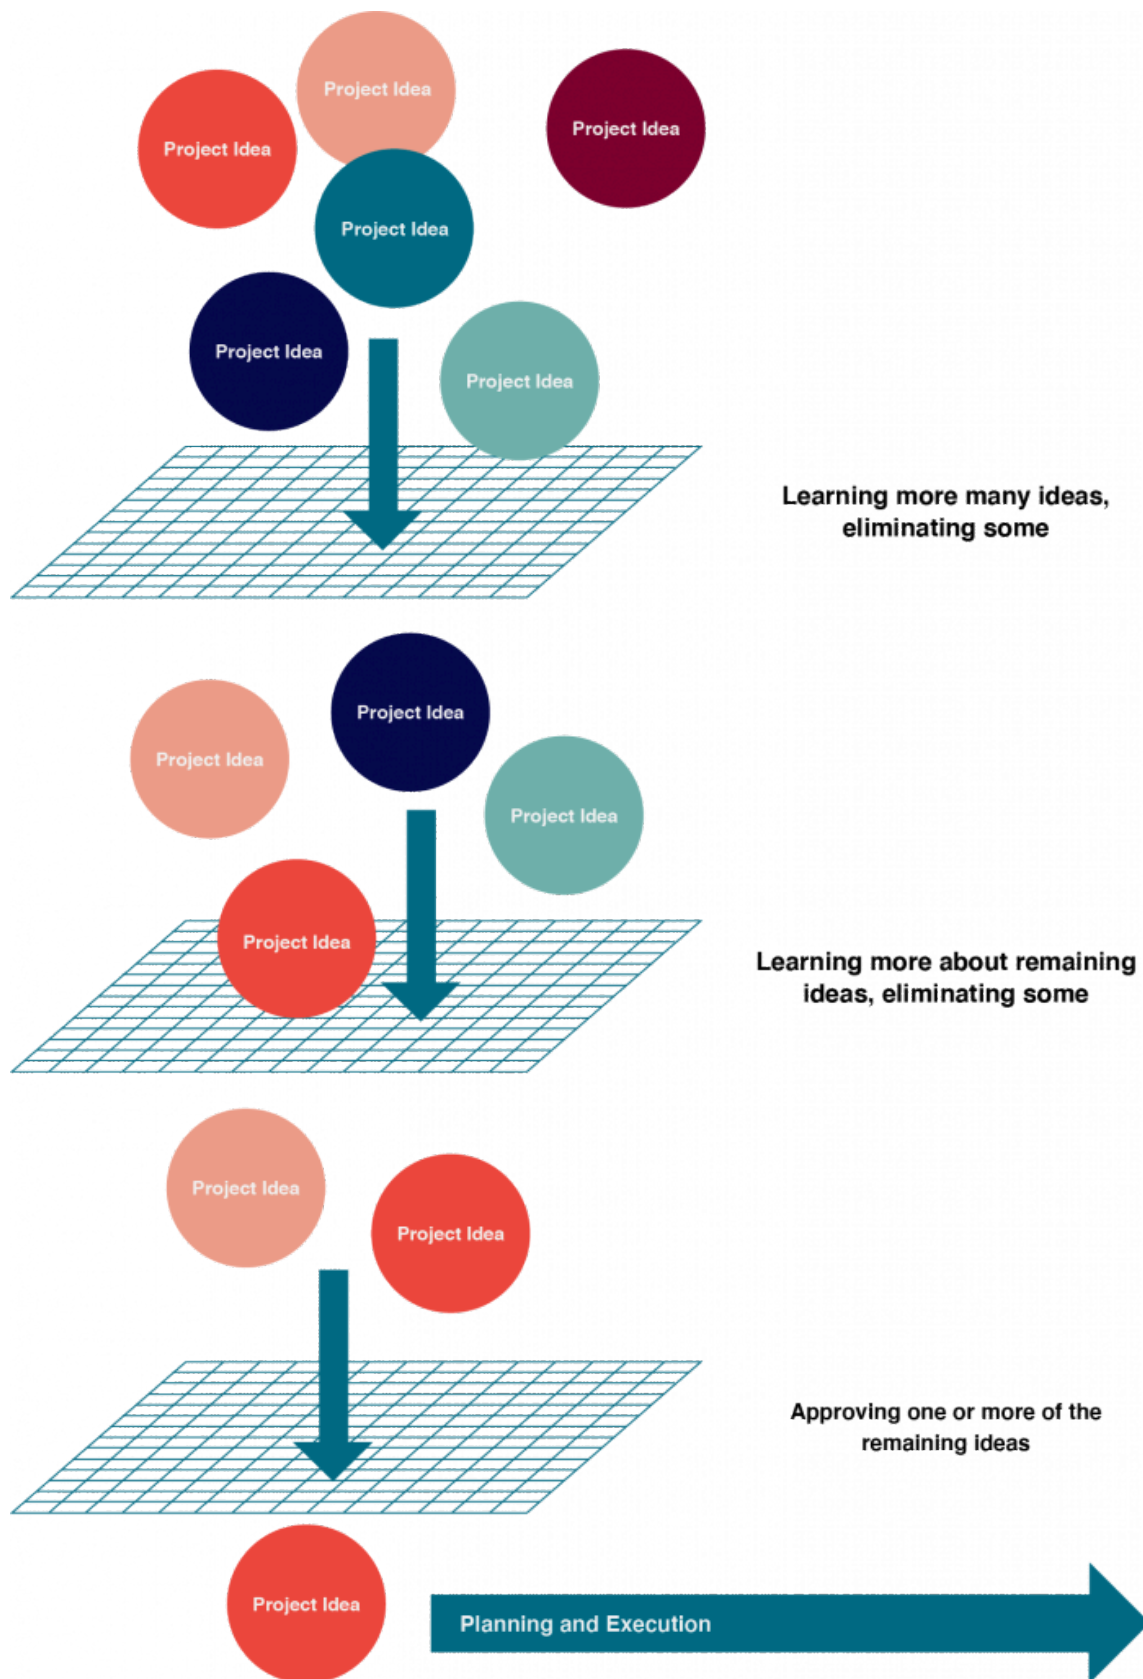 Project Idea
Project Idea
Project Idea
Project Idea
Project Idea
Project Idea
Learning more many ideas,
eliminating some
Project Idea
Project Idea
Project Idea
Project Idea
Learning more about remaining
ideas, eliminating some
Project Idea
Project Idea
Approving one or more of the
remaining ideas
Project Idea
Planning and Execution